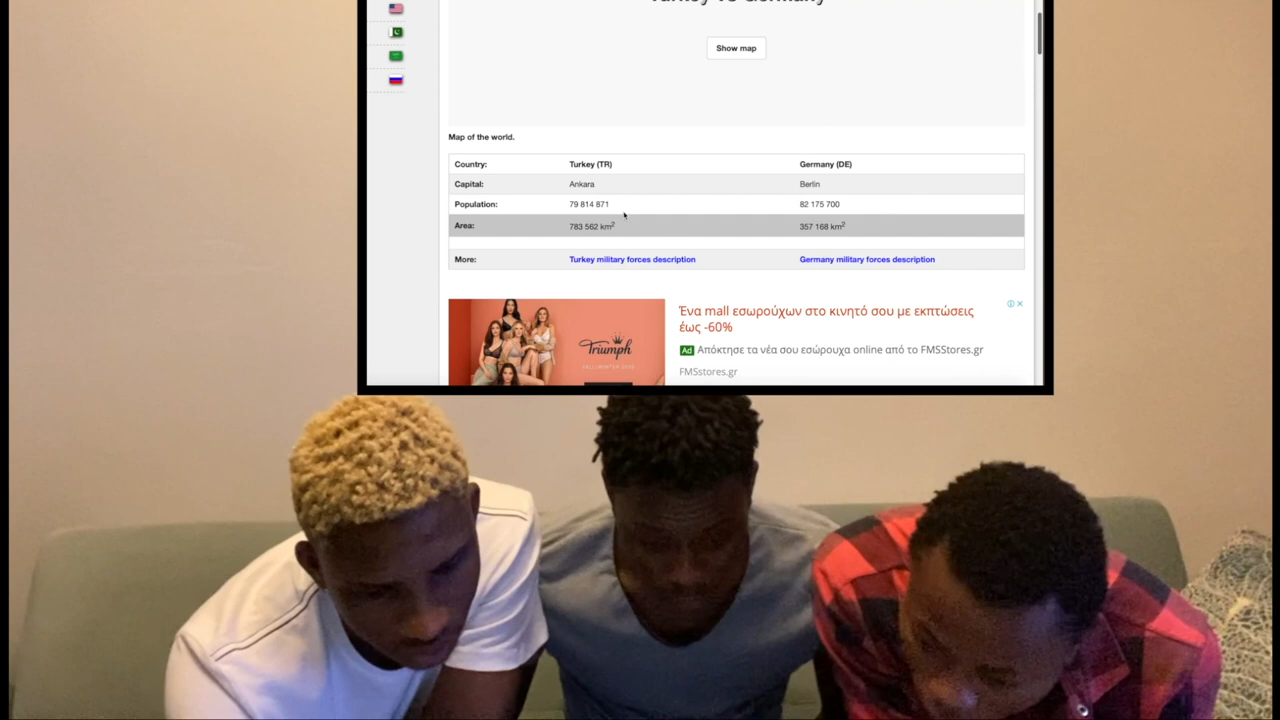 Turkey vs Germany
Show map
Map of the world.
Country: Turkey (TR) Germany (DE)
Capital: Ankara Berlin
Population: 79 814 871 82 175 700
Area: 783 562 km² 357 168 km²
More: Turkey military forces description Germany military forces description
Triumph
Ένα mall εσωρούχων στο κινητό σου με εκπτώσεις
έως -60%
Ad Απόκτησε τα νέα σου εσώρουχα online από το FMSStores.gr
FMSstores.gr